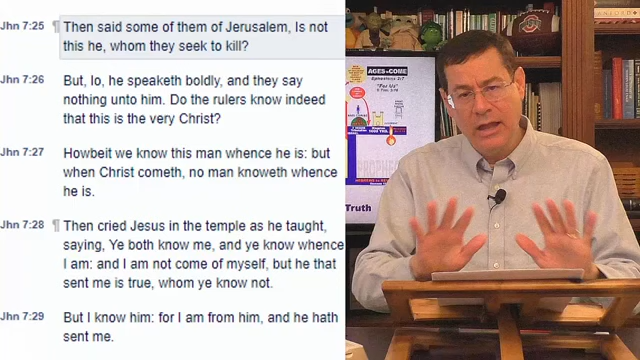 Jhn 7:25 ¶ Then said some of them of Jerusalem, Is not
this he, whom they seek to kill?
Jhn 7:26 But, lo, he speaketh boldly, and they say
nothing unto him. Do the rulers know indeed
that this is the very Christ?
Jhn 7:27 Howbeit we know this man whence he is: but
when Christ cometh, no man knoweth whence
he is.
Jhn 7:28 ¶ Then cried Jesus in the temple as he taught,
saying, Ye both know me, and ye know whence
I am: and I am not come of myself, but he that
sent me is true, whom ye know not.
Jhn 7:29 But I know him: for I am from him, and he hath
sent me.
AGES to COME
Ephesians 2:7
"For Us"
Truth